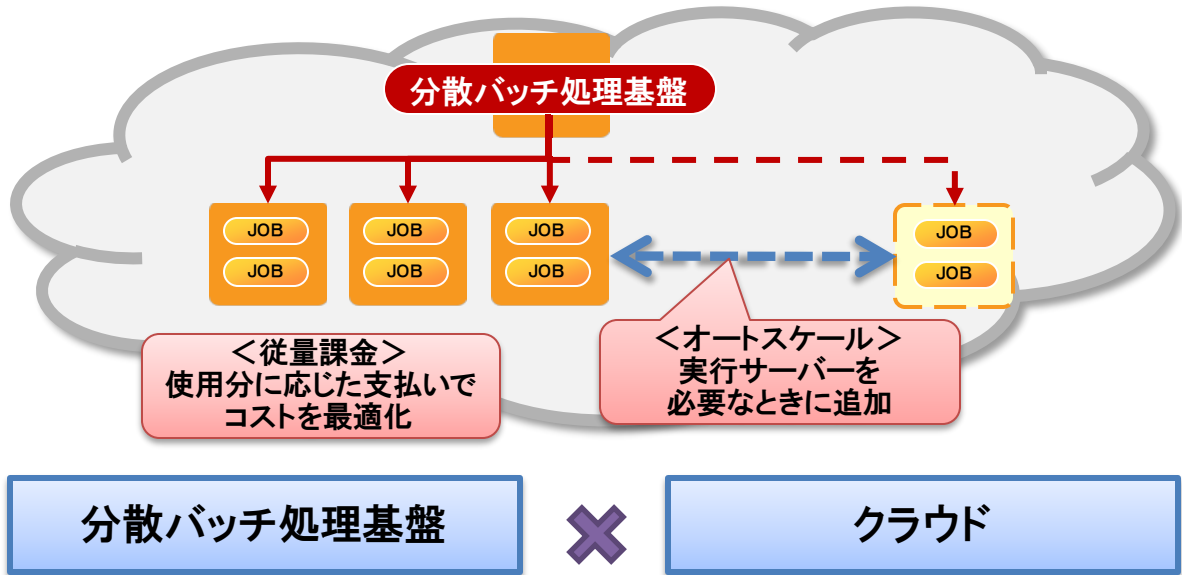 分散バッチ処理基盤
JOB
JOB
JOB
JOB
JOB
JOB
JOB
JOB
＜従量課金＞
使用分に応じた支払いで
コストを最適化
＜オートスケール＞
実行サーバーを
必要なときに追加
分散バッチ処理基盤
クラウド